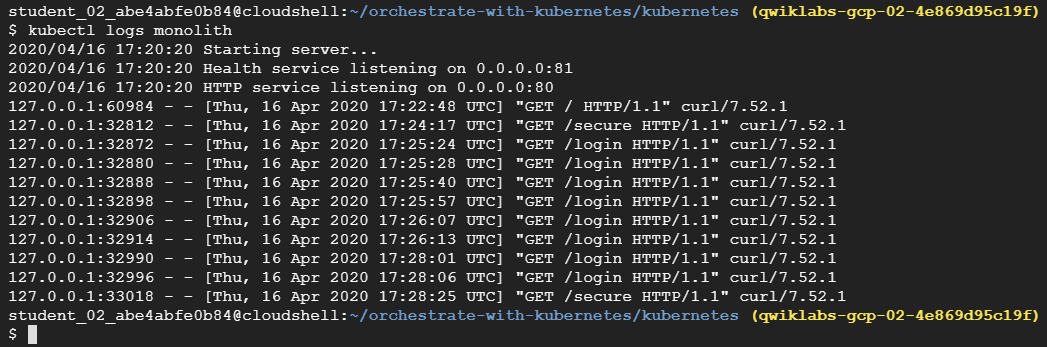 student_02_abe4abfe0b84@cloudshell:~/orchestrate-with-kubernetes/kubernetes (qwiklabs-gcp-02-4e869d95c19f)
$ kubectl logs monolith
2020/04/16 17:20:20 Starting server...
2020/04/16 17:20:20 Health service listening on 0.0.0.0:81
2020/04/16 17:20:20 HTTP service listening on 0.0.0.0:80
127.0.0.1:60984 - - [Thu, 16 Apr 2020 17:22:48 UTC] "GET / HTTP/1.1" curl/7.52.1
127.0.0.1:32812 - - [Thu, 16 Apr 2020 17:24:17 UTC] "GET /secure HTTP/1.1" curl/7.52.1
127.0.0.1:32872 - - [Thu, 16 Apr 2020 17:25:24 UTC] "GET /login HTTP/1.1" curl/7.52.1
127.0.0.1:32880 - - [Thu, 16 Apr 2020 17:25:28 UTC] "GET /login HTTP/1.1" curl/7.52.1
127.0.0.1:32888 - - [Thu, 16 Apr 2020 17:25:40 UTC] "GET /login HTTP/1.1" curl/7.52.1
127.0.0.1:32898 - - [Thu, 16 Apr 2020 17:25:57 UTC] "GET /login HTTP/1.1" curl/7.52.1
127.0.0.1:32906 - - [Thu, 16 Apr 2020 17:26:07 UTC] "GET /login HTTP/1.1" curl/7.52.1
127.0.0.1:32914 - - [Thu, 16 Apr 2020 17:26:13 UTC] "GET /login HTTP/1.1" curl/7.52.1
127.0.0.1:32990 - - [Thu, 16 Apr 2020 17:28:01 UTC] "GET /login HTTP/1.1" curl/7.52.1
127.0.0.1:32996 - - [Thu, 16 Apr 2020 17:28:06 UTC] "GET /login HTTP/1.1" curl/7.52.1
127.0.0.1:33018 - - [Thu, 16 Apr 2020 17:28:25 UTC] "GET /secure HTTP/1.1" curl/7.52.1
student_02_abe4abfe0b84@cloudshell:~/orchestrate-with-kubernetes/kubernetes (qwiklabs-gcp-02-4e869d95c19f)
$